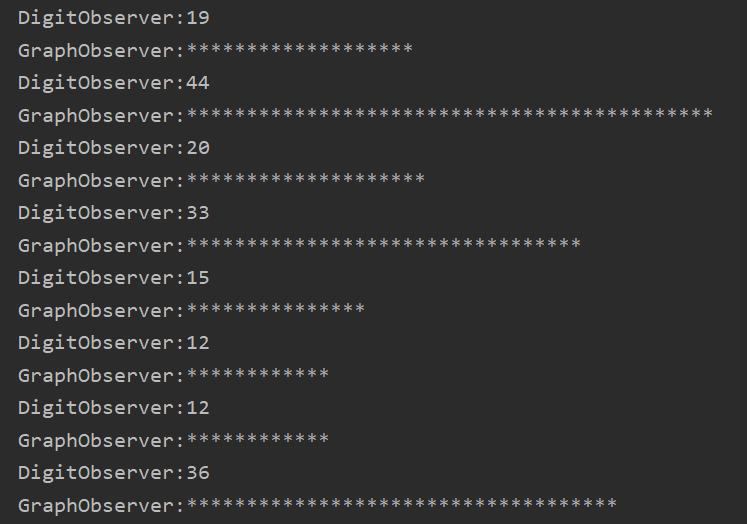 DigitObserver:19
GraphObserver:*******************
DigitObserver:44
GraphObserver:********************************************
DigitObserver:20
GraphObserver:********************
DigitObserver:33
GraphObserver:*********************************
DigitObserver:15
GraphObserver:***************
DigitObserver:12
GraphObserver:************
DigitObserver:12
GraphObserver:************
DigitObserver:36
GraphObserver:************************************